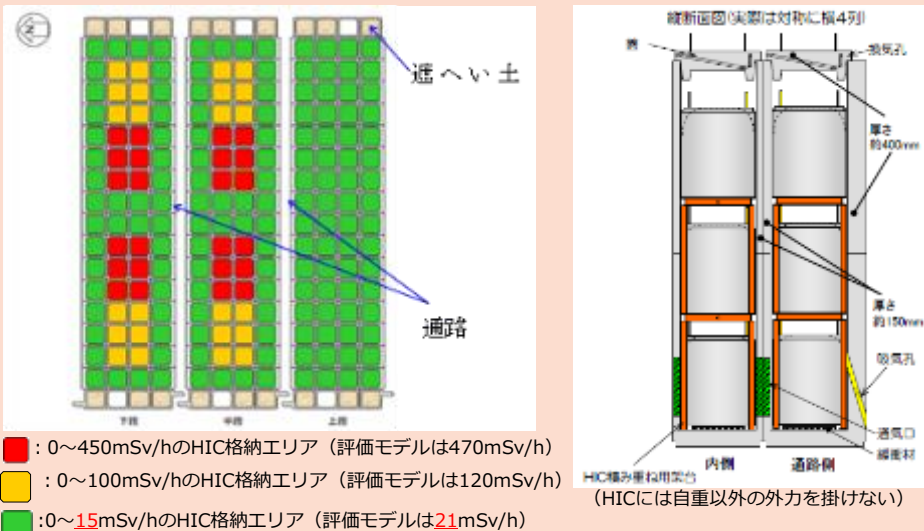 N
遮へい土
通路
下段
中段
上段
:0～450mSv/hのHIC格納エリア（評価モデルは470mSv/h）
:0～100mSv/hのHIC格納エリア（評価モデルは120mSv/h）
:0～15mSv/hのHIC格納エリア（評価モデルは21mSv/h）
縦断面図(実際は対称に横4列)
蓋
換気孔
厚さ
約400mm
厚さ
約150mm
吸気孔
通気口
緩衝材
HIC積み重ね用架台
内側
通路側
（HICには自重以外の外力を掛けない）